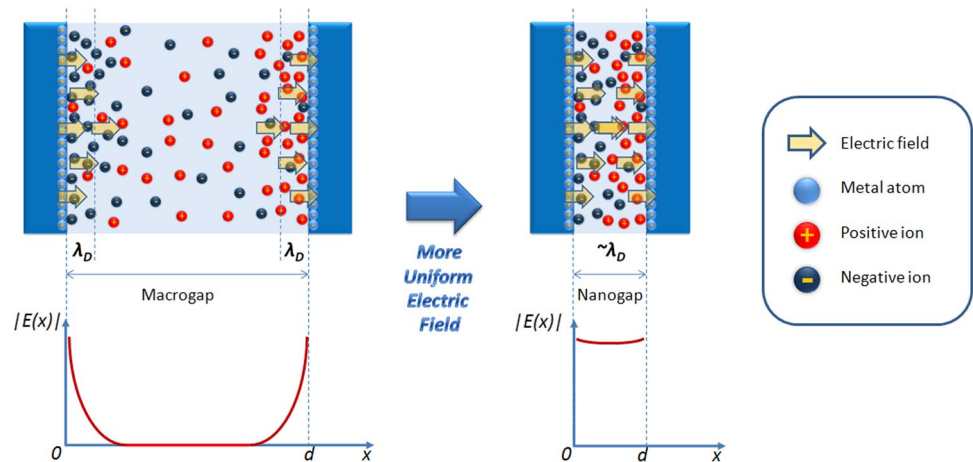 λD
λD
Macrogap
|E(x)|
0
d
x
More
Uniform
Electric
Field
~λD
Nanogap
|E(x)|
0
d
x
Electric field
Metal atom
+ Positive ion
- Negative ion